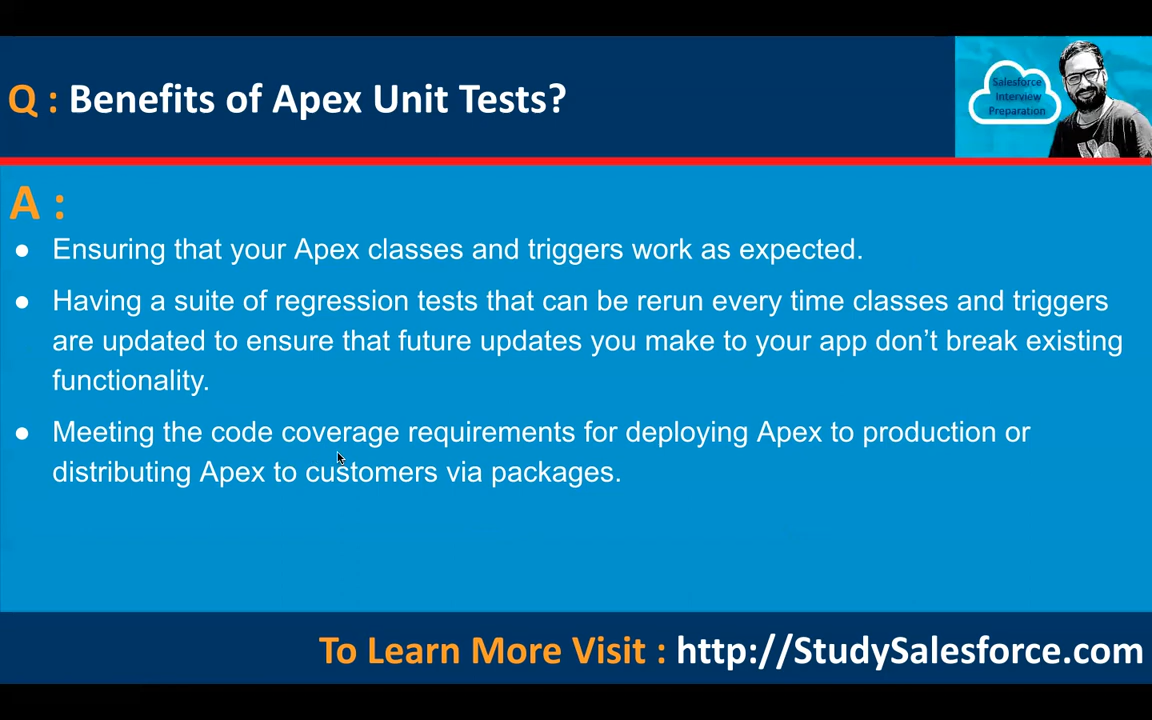 Q : Benefits of Apex Unit Tests?
Salesforce
Interview
Preparation
A :
● Ensuring that your Apex classes and triggers work as expected.
● Having a suite of regression tests that can be rerun every time classes and triggers
are updated to ensure that future updates you make to your app don’t break existing
functionality.
● Meeting the code coverage requirements for deploying Apex to production or
distributing Apex to customers via packages.
To Learn More Visit : http://StudySalesforce.com